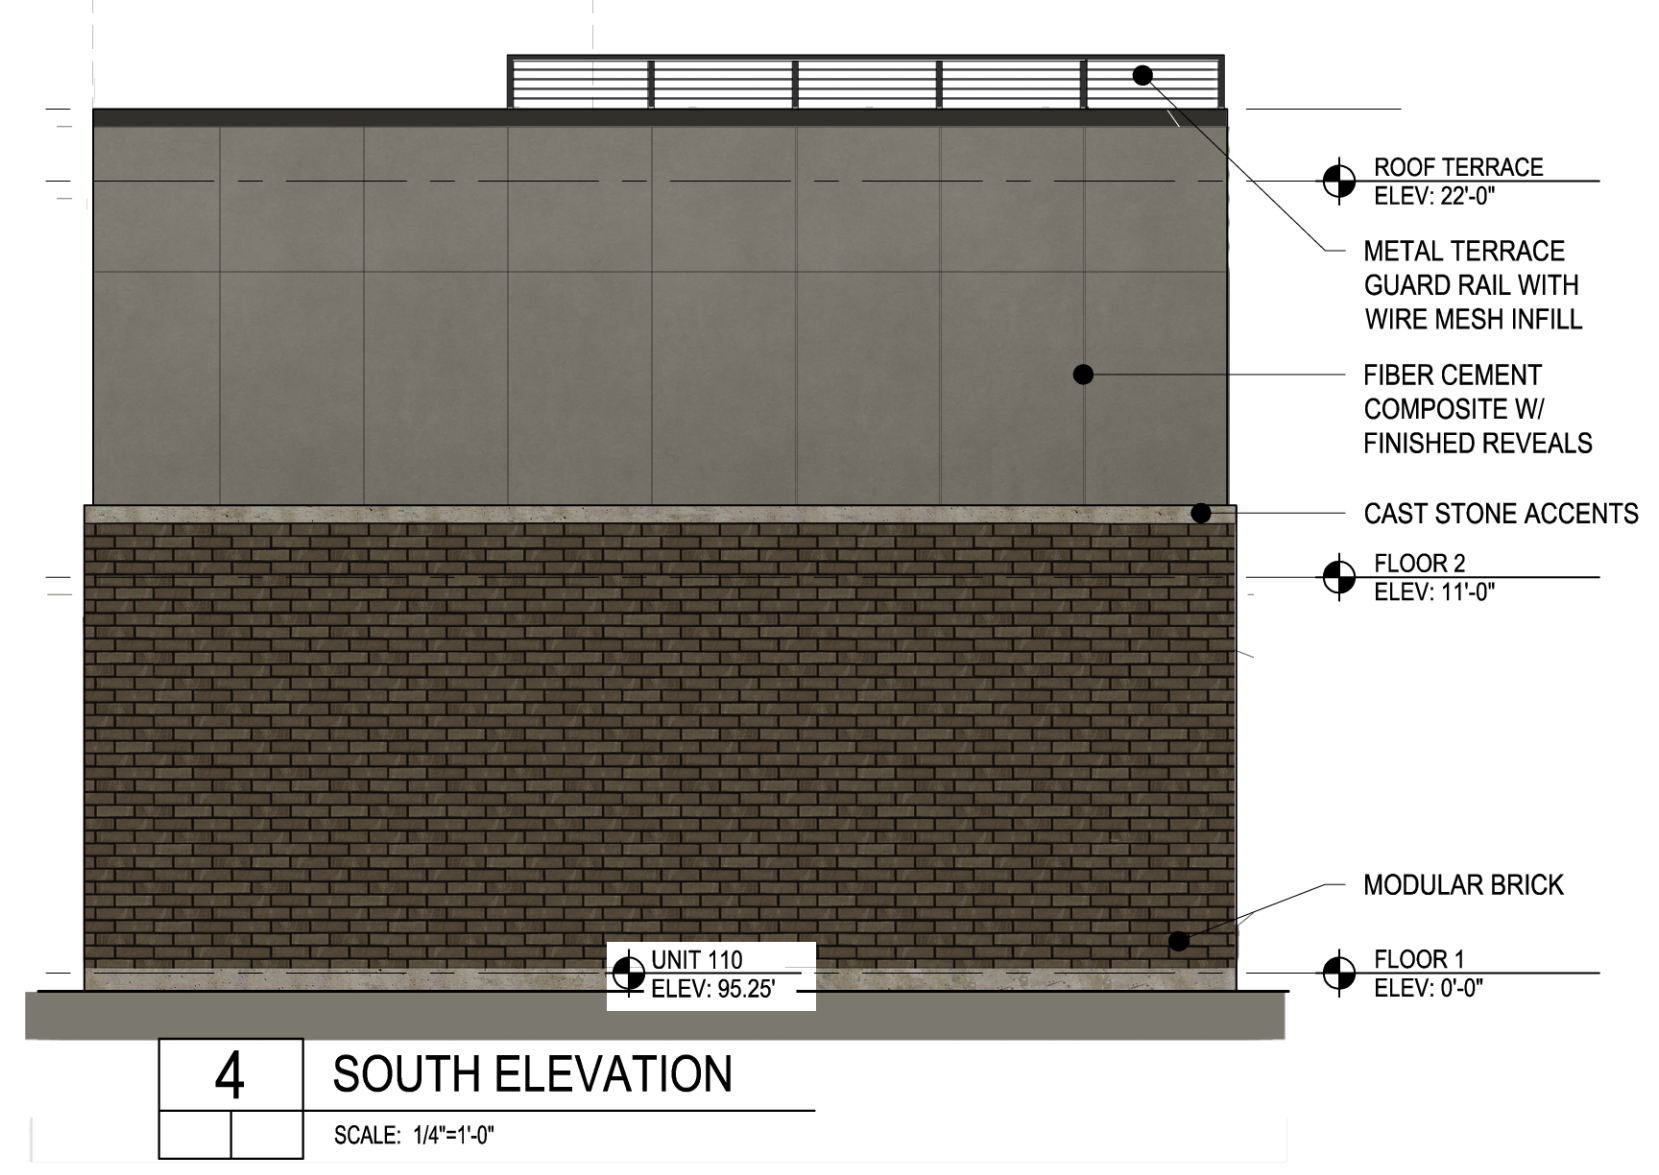 ROOF TERRACE
ELEV: 22'-0"
METAL TERRACE
GUARD RAIL WITH
WIRE MESH INFILL
FIBER CEMENT
COMPOSITE W/
FINISHED REVEALS
CAST STONE ACCENTS
FLOOR 2
ELEV: 11'-0"
MODULAR BRICK
UNIT 110
ELEV: 95.25'
FLOOR 1
ELEV: 0'-0"
4
SOUTH ELEVATION
SCALE: 1/4"=1'-0"